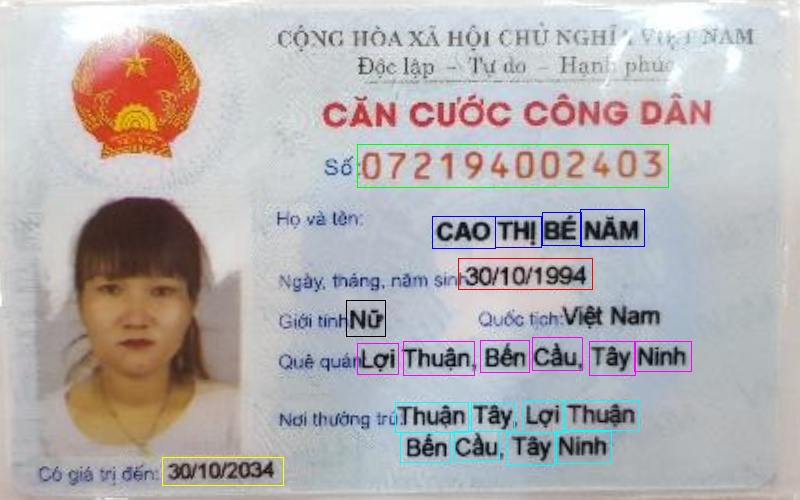 CỘNG HÒA XÃ HỘI CHỦ NGHĨA VIỆT NAM
Độc lập – Tự do – Hạnh phúc
CĂN CƯỚC CÔNG DÂN
Số: 072194002403
Họ và tên: CAO THỊ BÉ NĂM
Ngày, tháng, năm sinh: 30/10/1994
Giới tính: Nữ Quốc tịch: Việt Nam
Quê quán: Lợi Thuận, Bến Cầu, Tây Ninh
Nơi thường trú: Thuận Tây, Lợi Thuận
Bến Cầu, Tây Ninh
Có giá trị đến: 30/10/2034